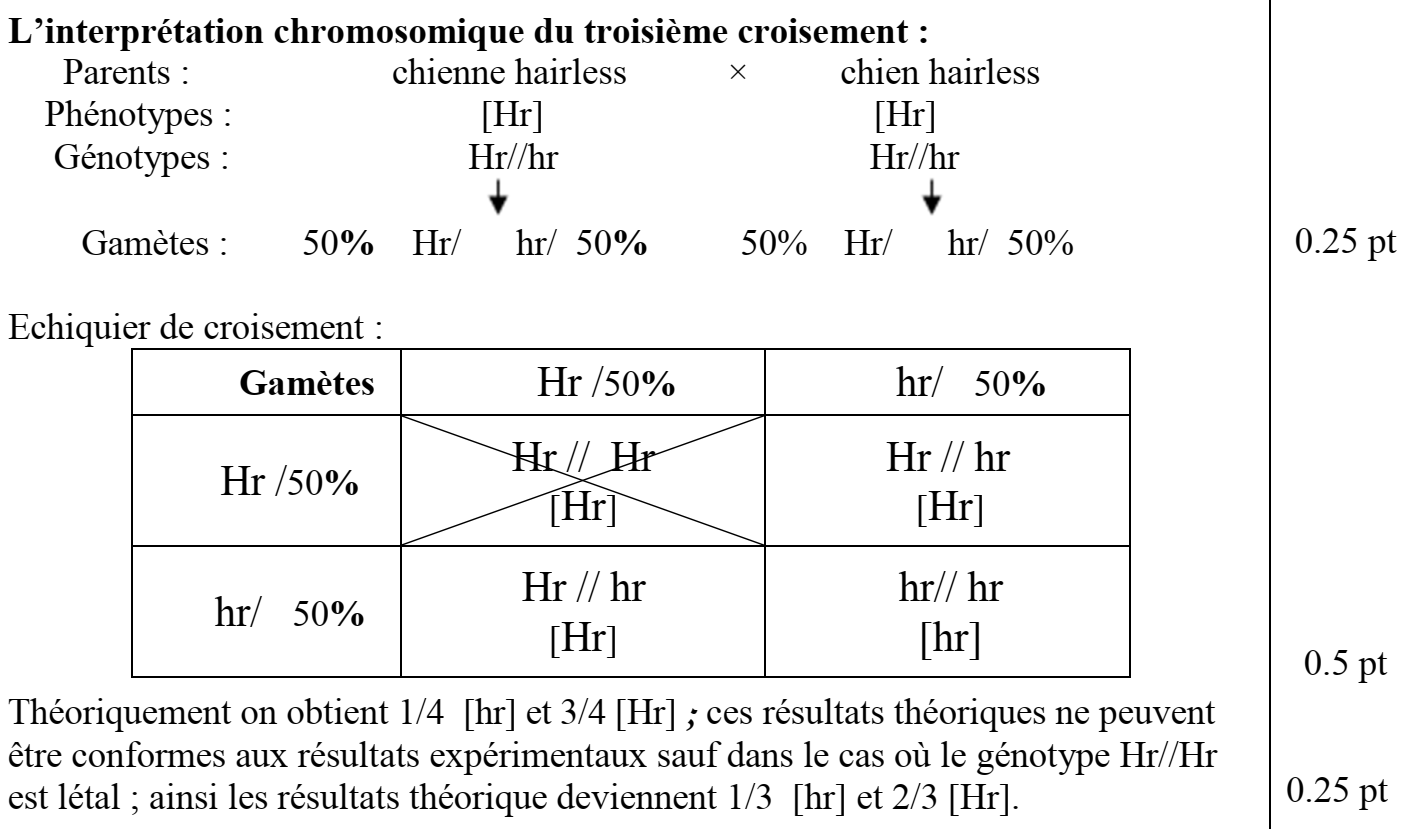 L’interprétation chromosomique du troisième croisement :
Parents : chienne hairless × chien hairless
Phénotypes : [Hr] [Hr]
Génotypes : Hr//hr Hr//hr
Gamètes : 50% Hr/ hr/ 50% 50% Hr/ hr/ 50% 0.25 pt
Echiquier de croisement :
Gamètes Hr /50% hr/ 50%
Hr /50% Hr // Hr [Hr] Hr // hr [Hr]
hr/ 50% Hr // hr [Hr] hr// hr [hr]
0.5 pt
Théoriquement on obtient 1/4 [hr] et 3/4 [Hr] ; ces résultats théoriques ne peuvent
être conformes aux résultats expérimentaux sauf dans le cas où le génotype Hr//Hr
est létal ; ainsi les résultats théorique deviennent 1/3 [hr] et 2/3 [Hr]. 0.25 pt